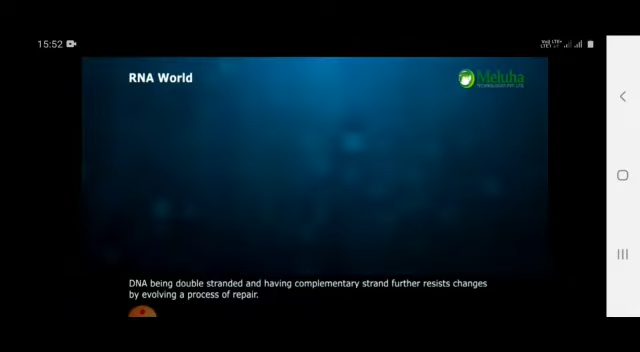 15:52
RNA World
Meluha
DNA being double stranded and having complementary strand further resists changes
by evolving a process of repair.